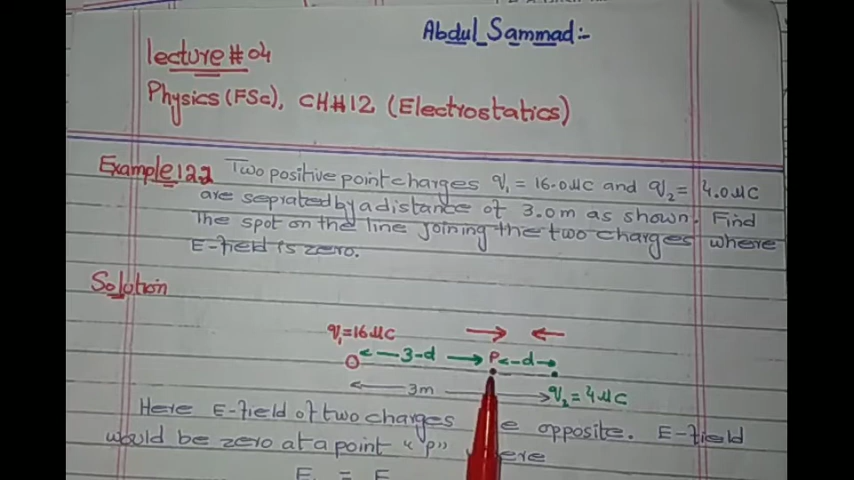 Abdul Sammad:-
lecture # 04
Physics (FSc), CH#12 (Electrostatics)
Example 12.2 Two positive point charges q₁ = 16.0μC and q₂ = 4.0μC
are seprated by a distance of 3.0m as shown. Find
the spot on the line joining the two charges where
E-field is zero.
Solution
q₁=16μC
3-d P d
3m q₂ = 4μC
Here E-field of two charges e opposite. E-field
would be zero at a point "P" ere
E = E